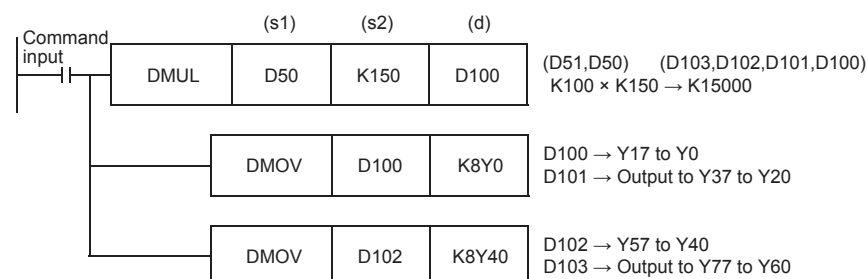 (s1) (s2) (d)
Command
input
DMUL D50 K150 D100
(D51,D50) (D103,D102,D101,D100)
K100 × K150 → K15000
DMOV D100 K8Y0
D100 → Y17 to Y0
D101 → Output to Y37 to Y20
DMOV D102 K8Y40
D102 → Y57 to Y40
D103 → Output to Y77 to Y60